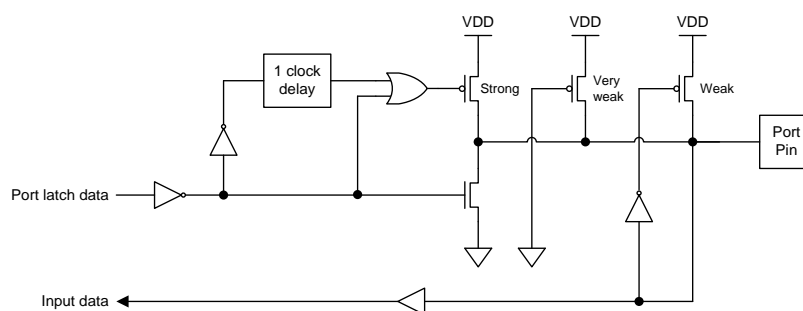 VDD
VDD
VDD
1 clock
delay
Strong
Very
weak
Weak
Port
Pin
Port latch data
Input data